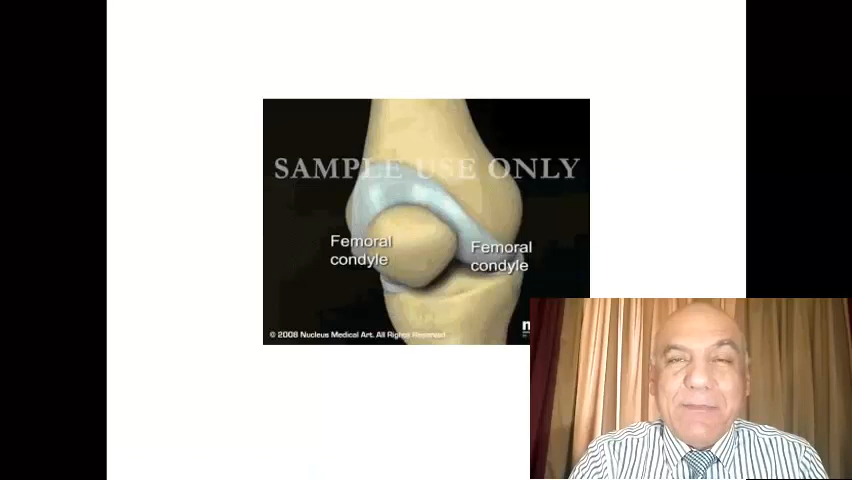 SAMPLE USE ONLY
Femoral
condyle
Femoral
condyle
© 2008 Nucleus Medical Art. All Rights Reserved